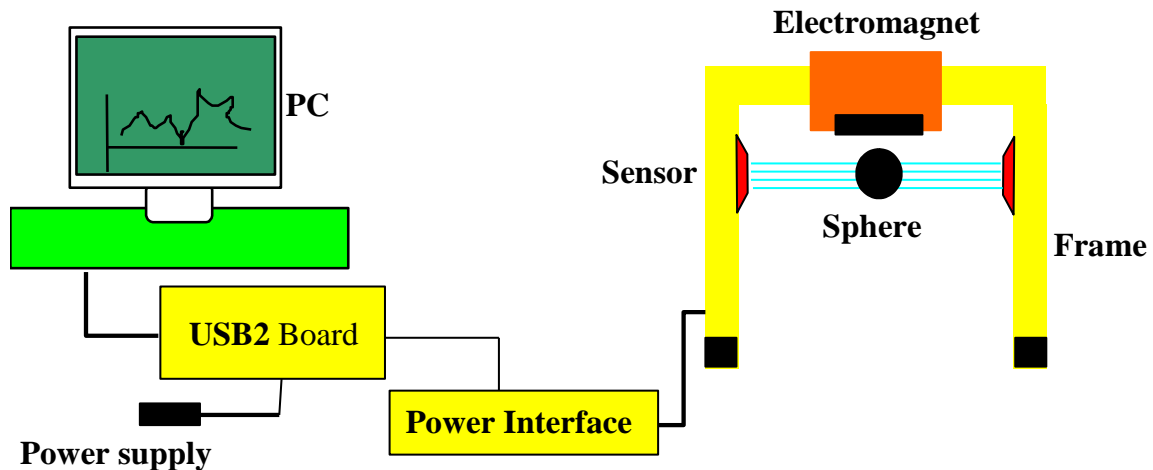 Electromagnet
PC
Sensor
Sphere
Frame
USB2 Board
Power Interface
Power supply